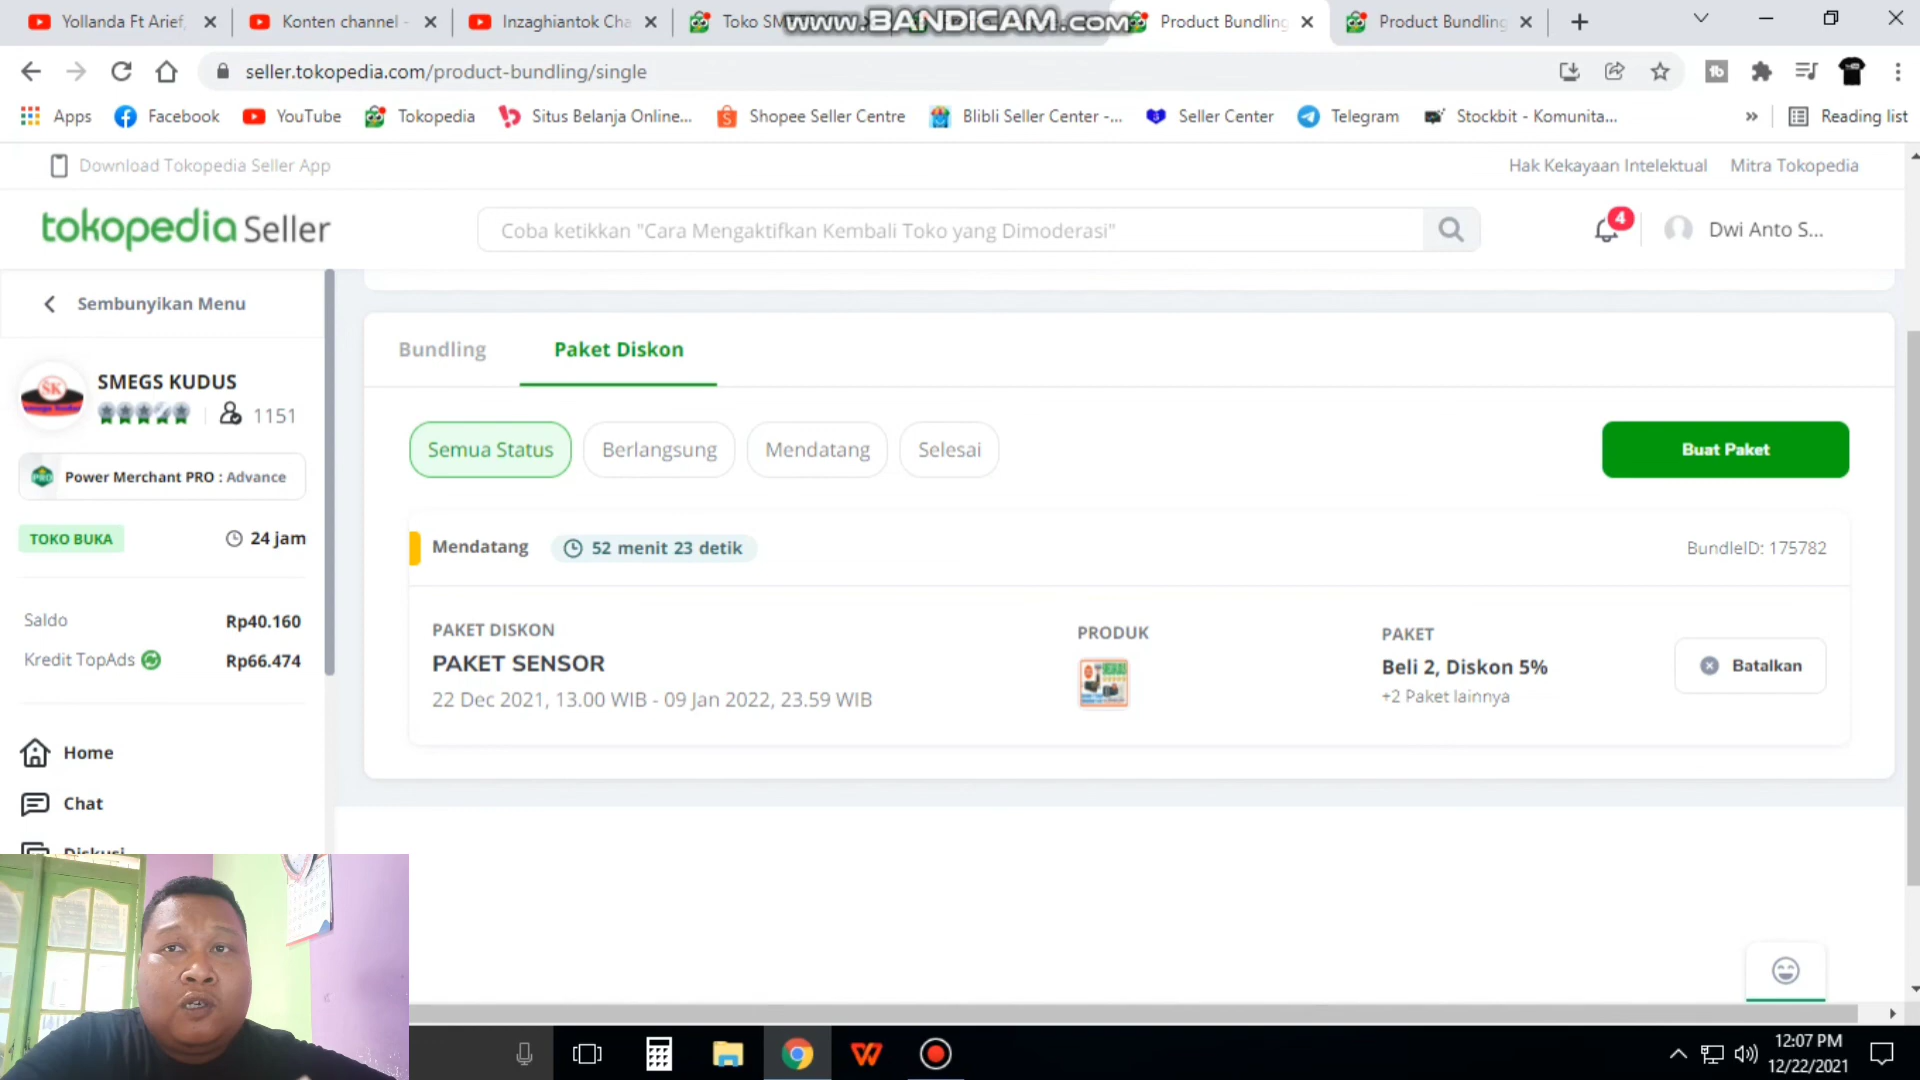 Yollanda Ft Arief,
Konten channel -
Inzaghiantok Cha
Toko SM
www.BANDICAM.com
Product Bundling
Product Bundling
seller.tokopedia.com/product-bundling/single
Apps
Facebook
YouTube
Tokopedia
Situs Belanja Online...
Shopee Seller Centre
Blibli Seller Center -...
Seller Center
Telegram
Stockbit - Komunita...
»
Reading list
Download Tokopedia Seller App
Hak Kekayaan Intelektual
Mitra Tokopedia
tokopedia Seller
Coba ketikkan "Cara Mengaktifkan Kembali Toko yang Dimoderasi"
4
Dwi Anto S...
Sembunyikan Menu
SMEGS KUDUS
1151
PRO
Power Merchant PRO : Advance
TOKO BUKA
24 jam
Saldo
Rp40.160
Kredit TopAds
Rp66.474
Home
Chat
Diskusi
Bundling
Paket Diskon
Semua Status
Berlangsung
Mendatang
Selesai
Buat Paket
Mendatang
52 menit 23 detik
BundleID: 175782
PAKET DISKON
PAKET SENSOR
22 Dec 2021, 13.00 WIB - 09 Jan 2022, 23.59 WIB
PRODUK
PAKET
Beli 2, Diskon 5%
+2 Paket lainnya
Batalkan
12:07 PM
12/22/2021